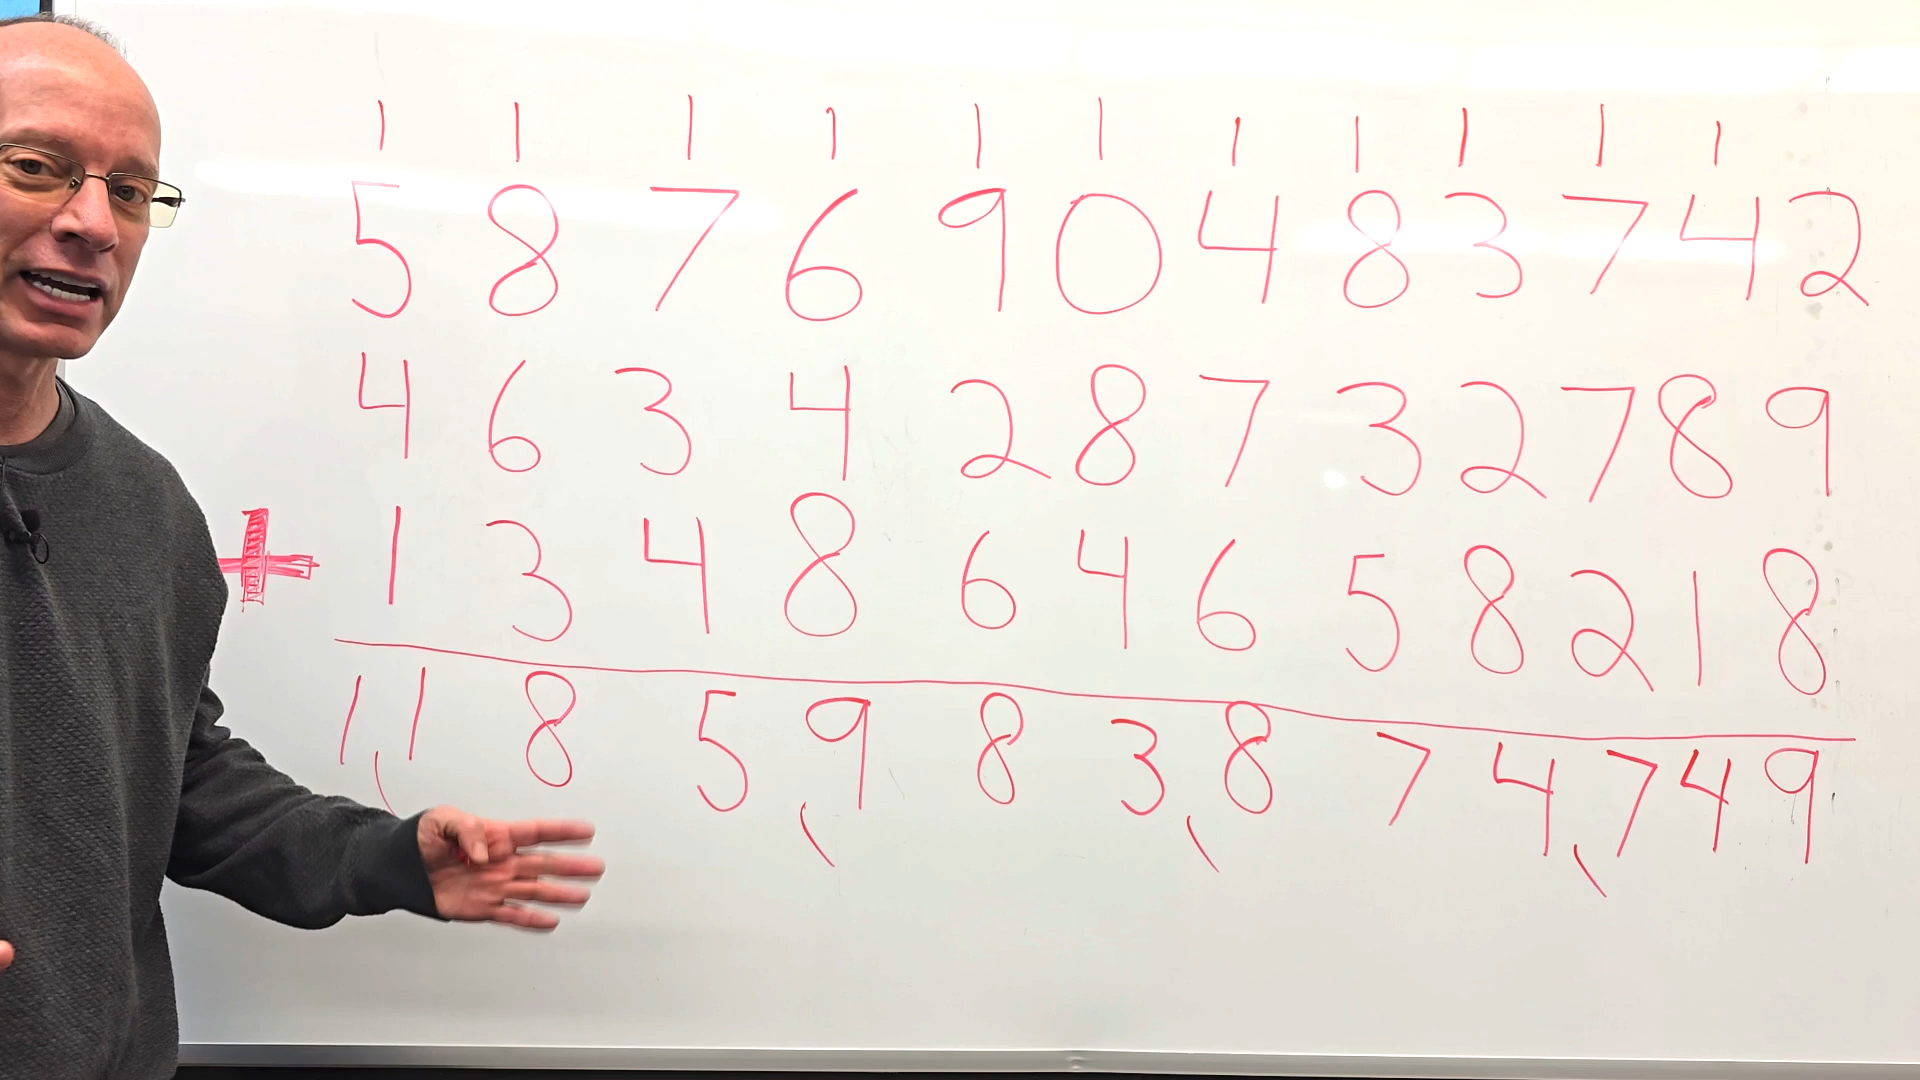 1 1 1 1 1 1 1 1 1 1 1
5 8 7 6 9 0 4 8 3 7 4 2
4 6 3 4 2 8 7 3 2 7 8 9
+ 1 3 4 8 6 4 6 5 8 2 1 8
1,1 8 5,9 8 3,8 7 4,7 4 9